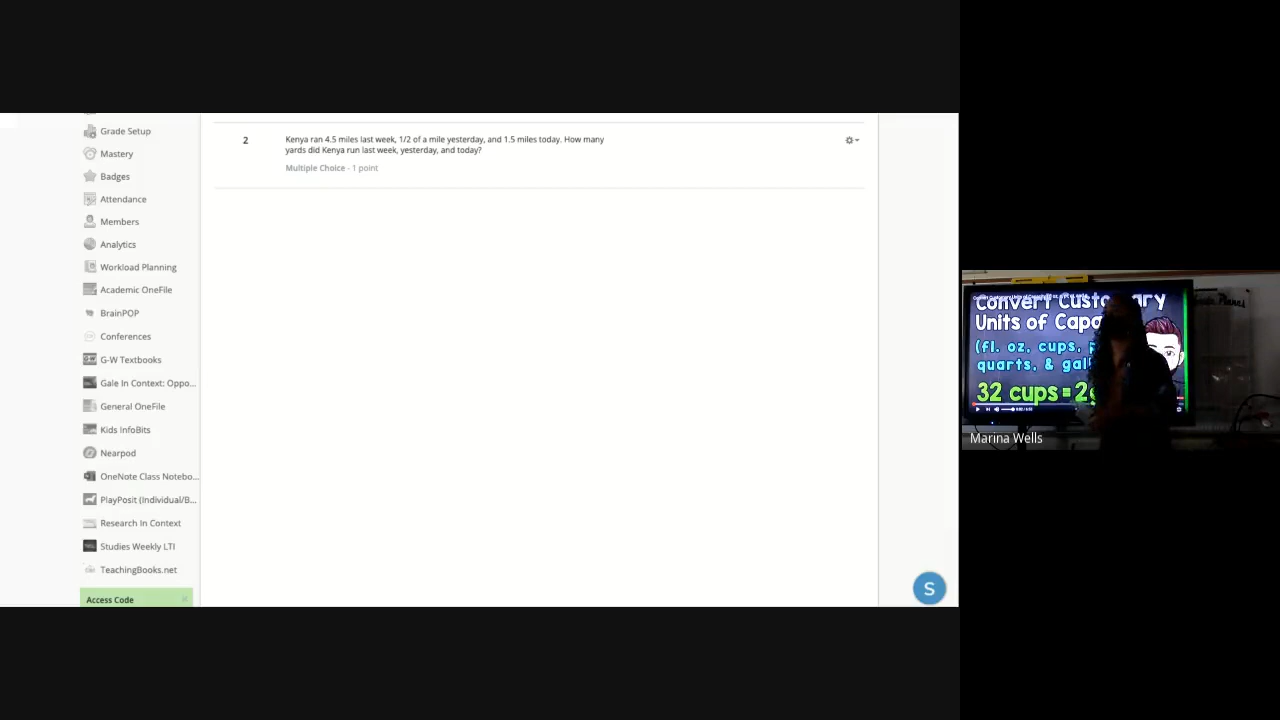 Grade Setup
Mastery
Badges
Attendance
Members
Analytics
Workload Planning
Academic OneFile
BrainPOP
Conferences
G-W Textbooks
Gale In Context: Oppo...
General OneFile
Kids InfoBits
Nearpod
OneNote Class Notebo...
PlayPosit (Individual/B...
Research In Context
Studies Weekly LTI
TeachingBooks.net
Access Code
2
Kenya ran 4.5 miles last week, 1/2 of a mile yesterday, and 1.5 miles today. How many
yards did Kenya run last week, yesterday, and today?
Multiple Choice - 1 point
S
Convert Customary
Units of Capa
(fl. oz, cups, p
quarts, & gal
32 cups = 2
Marina Wells